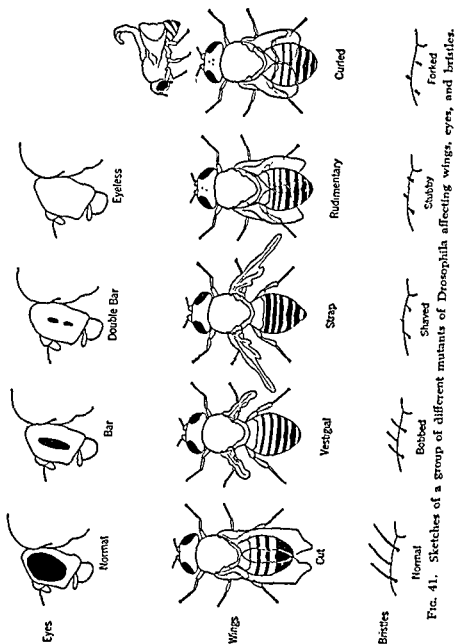 Eyes
Normal
Bar
Double Bar
Eyeless
Wings
Cut
Vestigial
Strap
Rudimentary
Curled
Bristles
Normal
Bobbed
Shaved
Stubby
Forked
FIG. 41. Sketches of a group of different mutants of Drosophila affecting wings, eyes, and bristles.